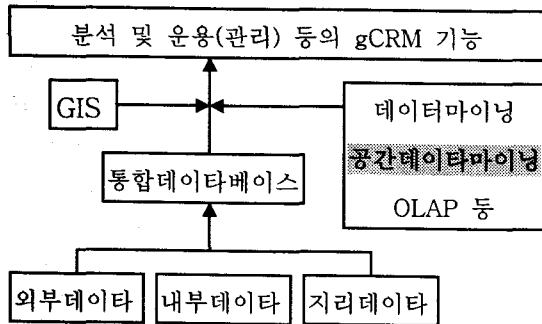 분석 및 운용(관리) 등의 gCRM 기능
GIS
데이터마이닝
공간데이타마이닝
OLAP 등
통합데이타베이스
외부데이타
내부데이타
지리데이타